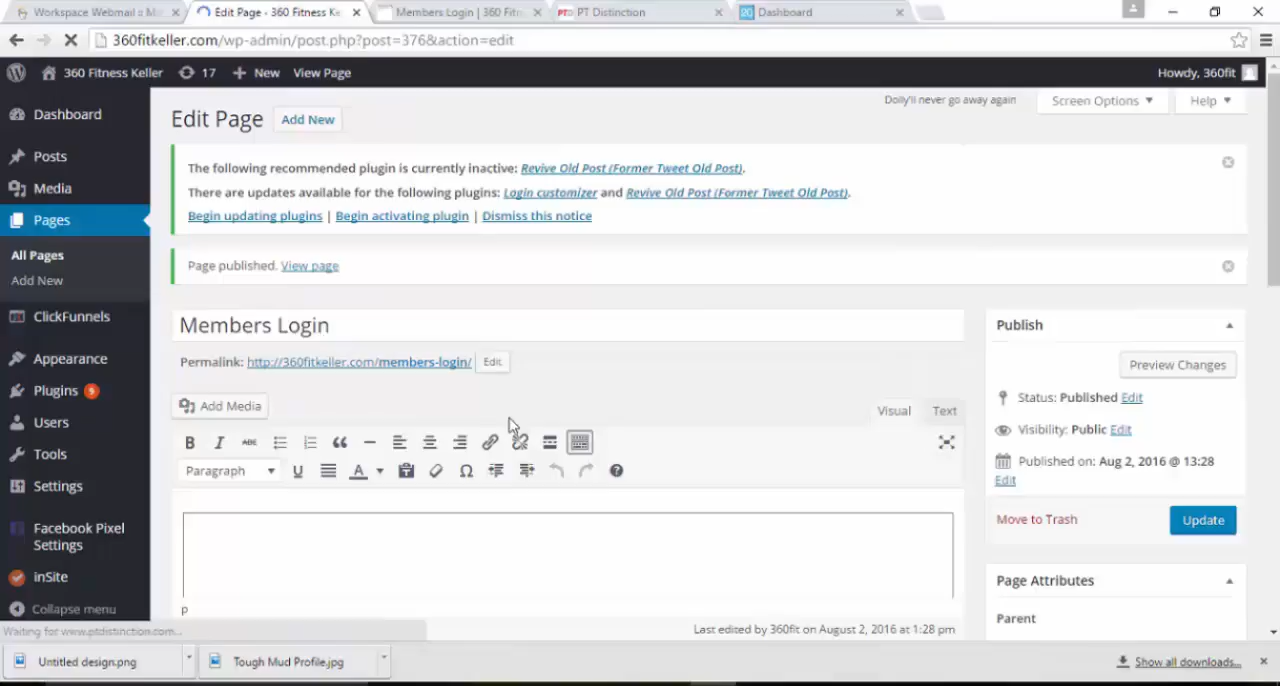 Workspace Webmail :: M
Edit Page ‹ 360 Fitness Ke
Members Login | 360 Fitn
PTD PT Distinction
20 Dashboard
360fitkeller.com/wp-admin/post.php?post=376&action=edit
360 Fitness Keller 17 New View Page Howdy, 360fit
Dashboard
Posts
Media
Pages
All Pages
Add New
ClickFunnels
Appearance
Plugins 9
Users
Tools
Settings
Facebook Pixel
Settings
inSite
Collapse menu
Dolly'll never go away again Screen Options Help
Edit Page Add New
The following recommended plugin is currently inactive: Revive Old Post (Former Tweet Old Post).
There are updates available for the following plugins: Login customizer and Revive Old Post (Former Tweet Old Post).
Begin updating plugins | Begin activating plugin | Dismiss this notice
Page published. View page
Members Login
Permalink: http://360fitkeller.com/members-login/ Edit
Add Media Visual Text
B I ABC
Paragraph U A Ω
p
Last edited by 360fit on August 2, 2016 at 1:28 pm
Publish
Preview Changes
Status: Published Edit
Visibility: Public Edit
Published on: Aug 2, 2016 @ 13:28
Edit
Move to Trash Update
Page Attributes
Parent
Waiting for www.ptdistinction.com...
Untitled design.png Tough Mud Profile.jpg Show all downloads...